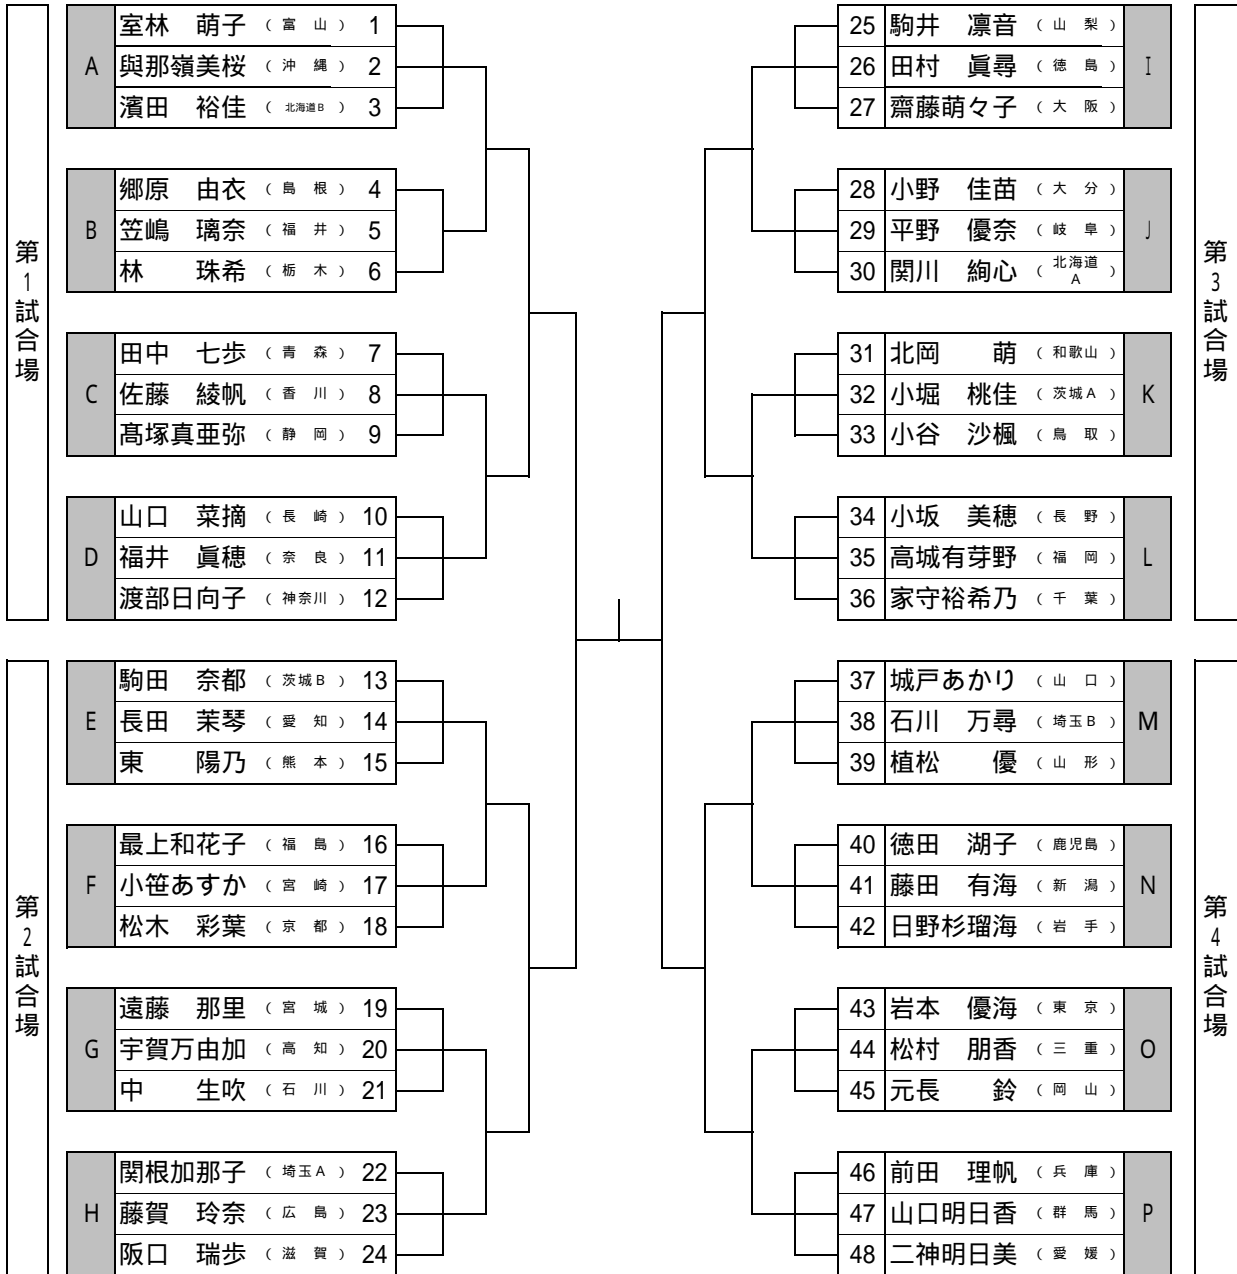 第1試合場
A
室林 萌子 （富 山） 1
與那嶺美桜 （沖 縄） 2
濱田 裕佳 （北海道B） 3
B
郷原 由衣 （島 根） 4
笠嶋 璃奈 （福 井） 5
林 珠希 （栃 木） 6
C
田中 七歩 （青 森） 7
佐藤 綾帆 （香 川） 8
髙塚真亜弥 （静 岡） 9
D
山口 菜摘 （長 崎） 10
福井 眞穂 （奈 良） 11
渡部日向子 （神奈川） 12
第2試合場
E
駒田 奈都 （茨城B） 13
長田 茉琴 （愛 知） 14
東 陽乃 （熊 本） 15
F
最上和花子 （福 島） 16
小笹あすか （宮 崎） 17
松木 彩葉 （京 都） 18
G
遠藤 那里 （宮 城） 19
宇賀万由加 （高 知） 20
中 生吹 （石 川） 21
H
関根加那子 （埼玉A） 22
藤賀 玲奈 （広 島） 23
阪口 瑞歩 （滋 賀） 24
第3試合場
I
25 駒井 凛音 （山 梨）
26 田村 眞尋 （徳 島）
27 齋藤萌々子 （大 阪）
J
28 小野 佳苗 （大 分）
29 平野 優奈 （岐 阜）
30 関川 絢心 （北海道A）
K
31 北岡 萌 （和歌山）
32 小堀 桃佳 （茨城A）
33 小谷 沙楓 （鳥 取）
L
34 小坂 美穂 （長 野）
35 高城有芽野 （福 岡）
36 家守裕希乃 （千 葉）
第4試合場
M
37 城戸あかり （山 口）
38 石川 万尋 （埼玉B）
39 植松 優 （山 形）
N
40 徳田 湖子 （鹿児島）
41 藤田 有海 （新 潟）
42 日野杉瑠海 （岩 手）
O
43 岩本 優海 （東 京）
44 松村 朋香 （三 重）
45 元長 鈴 （岡 山）
P
46 前田 理帆 （兵 庫）
47 山口明日香 （群 馬）
48 二神明日美 （愛 媛）